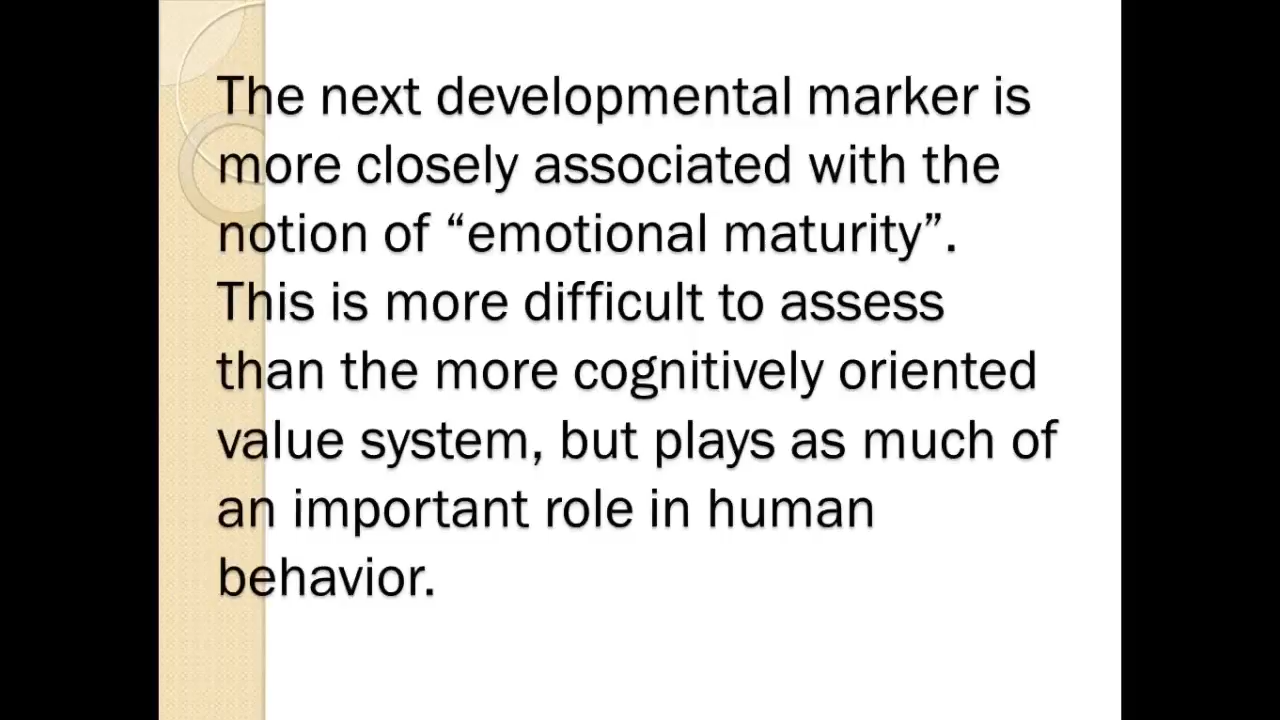 The next developmental marker is
more closely associated with the
notion of “emotional maturity”.
This is more difficult to assess
than the more cognitively oriented
value system, but plays as much of
an important role in human
behavior.